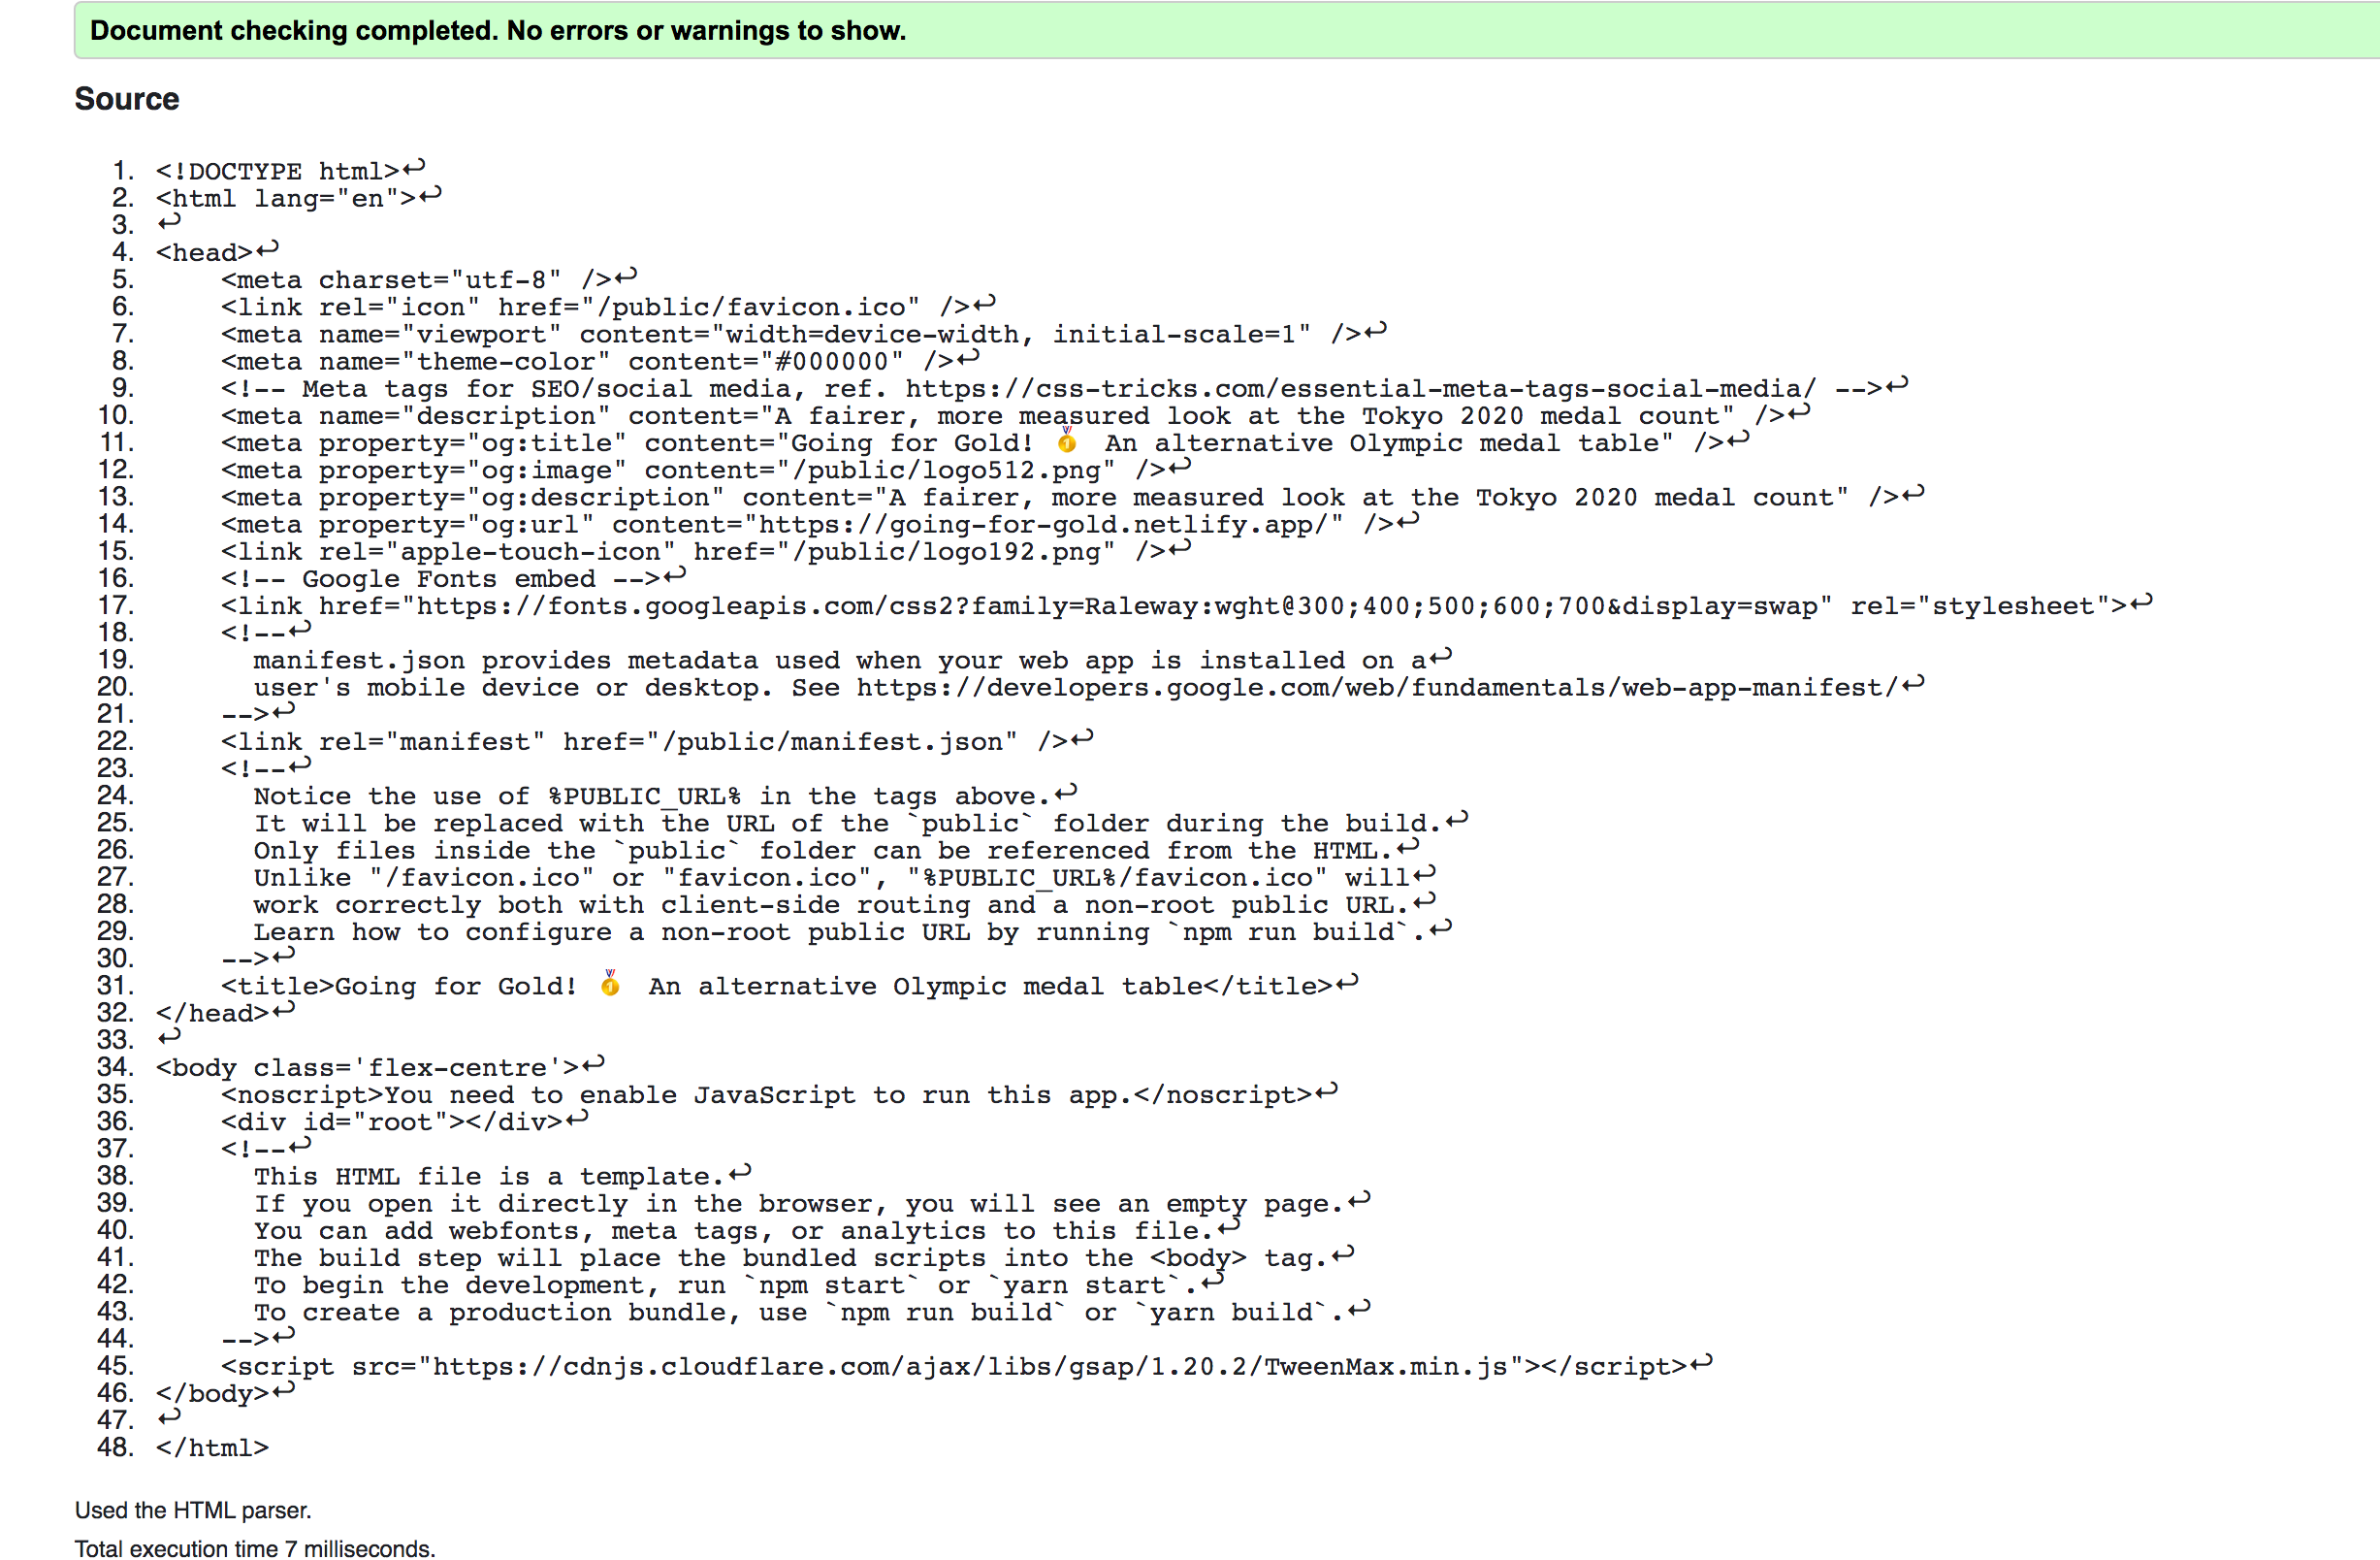 Document checking completed. No errors or warnings to show.
Source
1. <!DOCTYPE html>↩
2. <html lang="en">↩
3. ↩
4. <head>↩
5.     <meta charset="utf-8" />↩
6.     <link rel="icon" href="/public/favicon.ico" />↩
7.     <meta name="viewport" content="width=device-width, initial-scale=1" />↩
8.     <meta name="theme-color" content="#000000" />↩
9.     <!-- Meta tags for SEO/social media, ref. https://css-tricks.com/essential-meta-tags-social-media/ -->↩
10.     <meta name="description" content="A fairer, more measured look at the Tokyo 2020 medal count" />↩
11.     <meta property="og:title" content="Going for Gold! 🥇 An alternative Olympic medal table" />↩
12.     <meta property="og:image" content="/public/logo512.png" />↩
13.     <meta property="og:description" content="A fairer, more measured look at the Tokyo 2020 medal count" />↩
14.     <meta property="og:url" content="https://going-for-gold.netlify.app/" />↩
15.     <link rel="apple-touch-icon" href="/public/logo192.png" />↩
16.     <!-- Google Fonts embed -->↩
17.     <link href="https://fonts.googleapis.com/css2?family=Raleway:wght@300;400;500;600;700&display=swap" rel="stylesheet">↩
18.     <!--↩
19.       manifest.json provides metadata used when your web app is installed on a↩
20.       user's mobile device or desktop. See https://developers.google.com/web/fundamentals/web-app-manifest/↩
21.     -->↩
22.     <link rel="manifest" href="/public/manifest.json" />↩
23.     <!--↩
24.       Notice the use of %PUBLIC_URL% in the tags above.↩
25.       It will be replaced with the URL of the `public` folder during the build.↩
26.       Only files inside the `public` folder can be referenced from the HTML.↩
27.       Unlike "/favicon.ico" or "favicon.ico", "%PUBLIC_URL%/favicon.ico" will↩
28.       work correctly both with client-side routing and a non-root public URL.↩
29.       Learn how to configure a non-root public URL by running `npm run build`.↩
30.     -->↩
31.     <title>Going for Gold! 🥇 An alternative Olympic medal table</title>↩
32. </head>↩
33. ↩
34. <body class='flex-centre'>↩
35.     <noscript>You need to enable JavaScript to run this app.</noscript>↩
36.     <div id="root"></div>↩
37.     <!--↩
38.       This HTML file is a template.↩
39.       If you open it directly in the browser, you will see an empty page.↩
40.       You can add webfonts, meta tags, or analytics to this file.↩
41.       The build step will place the bundled scripts into the <body> tag.↩
42.       To begin the development, run `npm start` or `yarn start`.↩
43.       To create a production bundle, use `npm run build` or `yarn build`.↩
44.     -->↩
45.     <script src="https://cdnjs.cloudflare.com/ajax/libs/gsap/1.20.2/TweenMax.min.js"></script>↩
46. </body>↩
47. ↩
48. </html>
Used the HTML parser.
Total execution time 7 milliseconds.